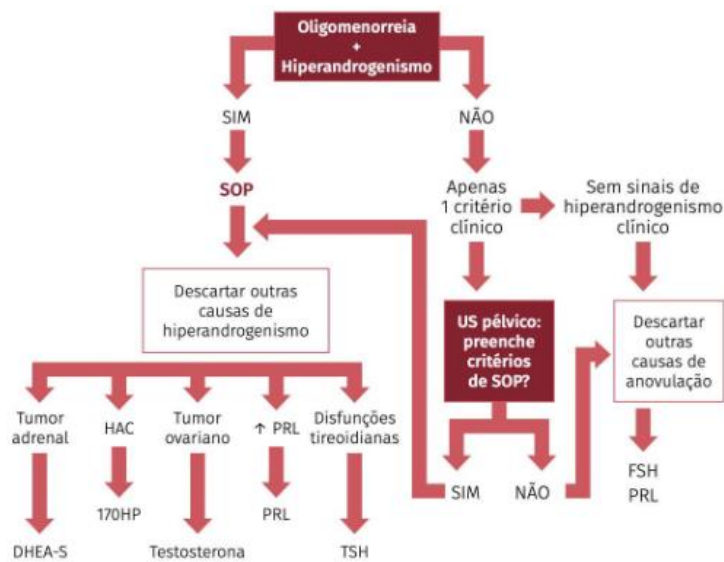 Oligomenorreia
+
Hiperandrogenismo
SIM
NÃO
SOP
Apenas
1 critério
clínico
Sem sinais de
hiperandrogenismo
clínico
Descartar outras
causas de
hiperandrogenismo
US pélvico:
preenche
critérios
de SOP?
Descartar
outras
causas de
anovulação
Tumor
adrenal
HAC
Tumor
ovariano
↑ PRL
Disfunções
tireoidianas
SIM
NÃO
FSH
PRL
DHEA-S
170HP
Testosterona
PRL
TSH